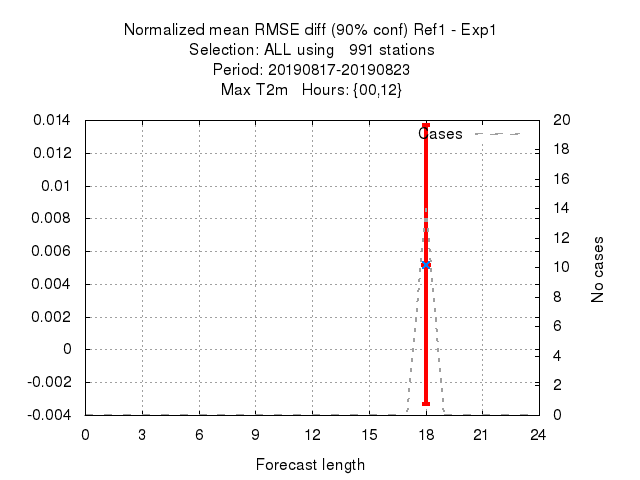 Normalized mean RMSE diff (90% conf) Ref1 - Exp1
Selection: ALL using   991 stations
Period: 20190817-20190823
Max T2m   Hours: {00,12}
Cases
0.014
0.012
0.01
0.008
0.006
0.004
0.002
0
-0.002
-0.004
20
18
16
14
12
10
8
6
4
2
0
No cases
0 3 6 9 12 15 18 21 24
Forecast length